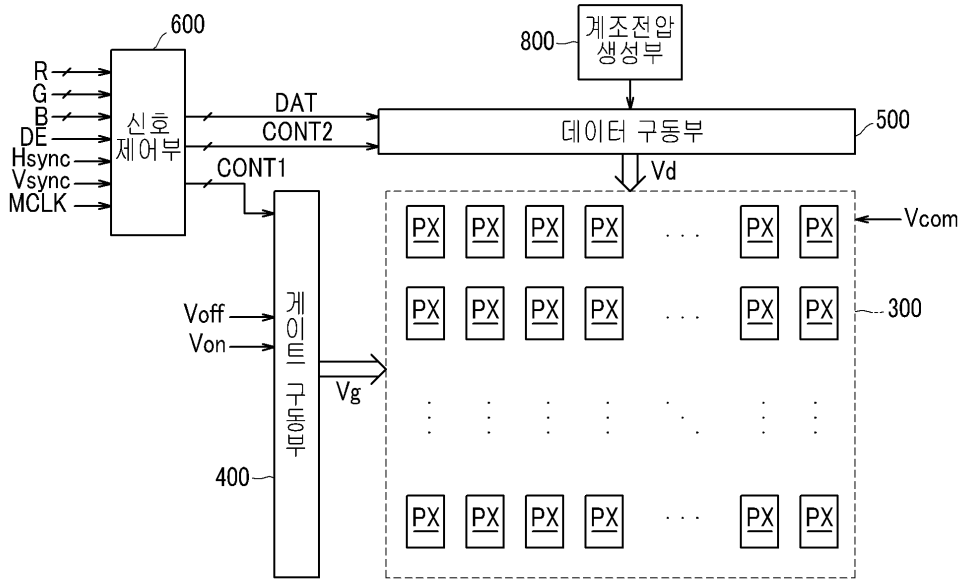 600
R
G
B
DE
Hsync
Vsync
MCLK
신호
제어부
DAT
CONT2
CONT1
800
계조전압
생성부
데이터 구동부
500
Vd
Vcom
PX PX PX PX ... PX PX
PX PX PX PX ... PX PX
300
Voff
Von
게이트 구동부
Vg
400
PX PX PX PX ... PX PX